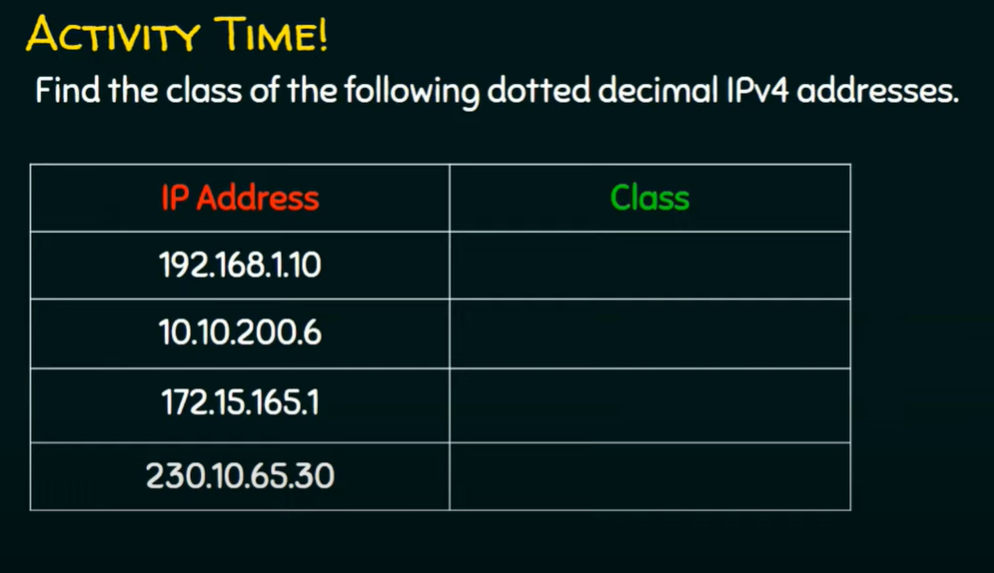 Activity Time!
Find the class of the following dotted decimal IPv4 addresses.
IP Address Class
192.168.1.10
10.10.200.6
172.15.165.1
230.10.65.30